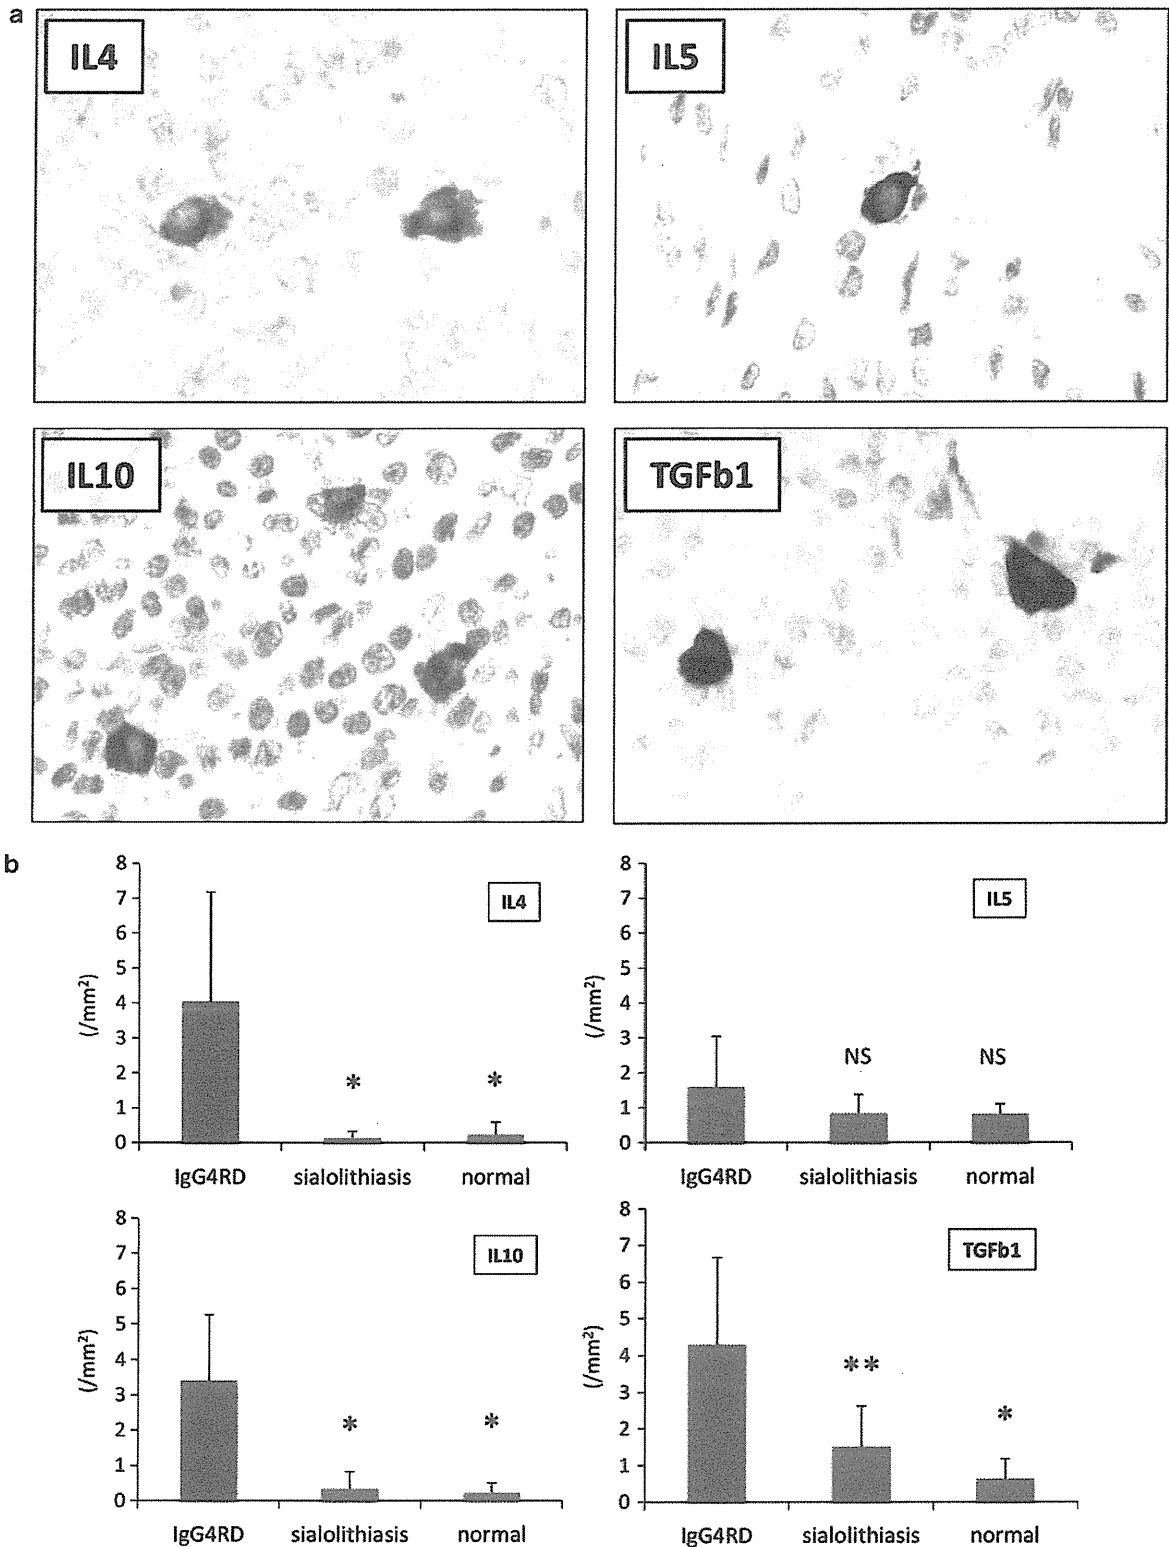 a
IL4
IL5
IL10
TGFb1
b
8
7
6
5
4
3
2
1
0
(/mm²)
IL4
*
*
IgG4RD sialolithiasis normal
8
7
6
5
4
3
2
1
0
(/mm²)
IL5
NS
NS
IgG4RD sialolithiasis normal
8
7
6
5
4
3
2
1
0
(/mm²)
IL10
*
*
IgG4RD sialolithiasis normal
8
7
6
5
4
3
2
1
0
(/mm²)
TGFb1
**
*
IgG4RD sialolithiasis normal